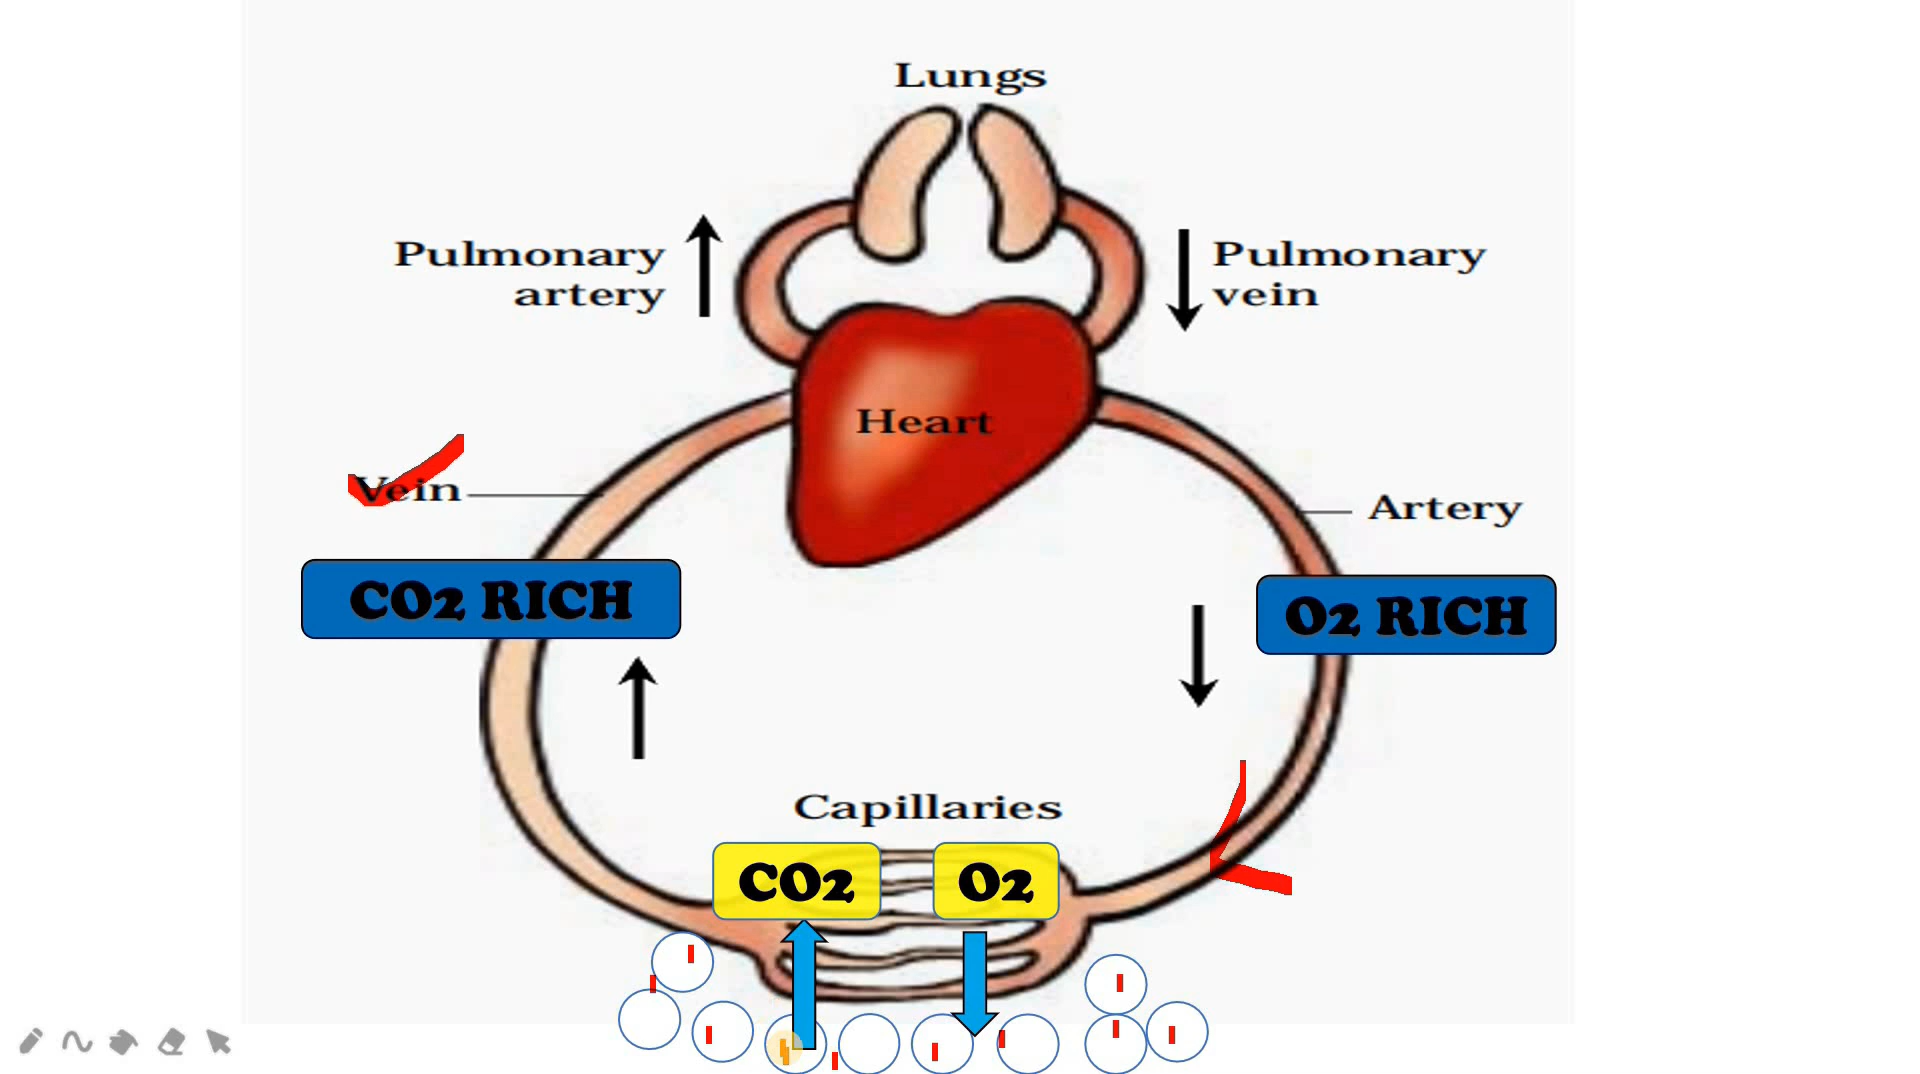 Lungs
Pulmonary
artery
Pulmonary
vein
Heart
Vein
Artery
CO2 RICH
O2 RICH
Capillaries
CO2
O2